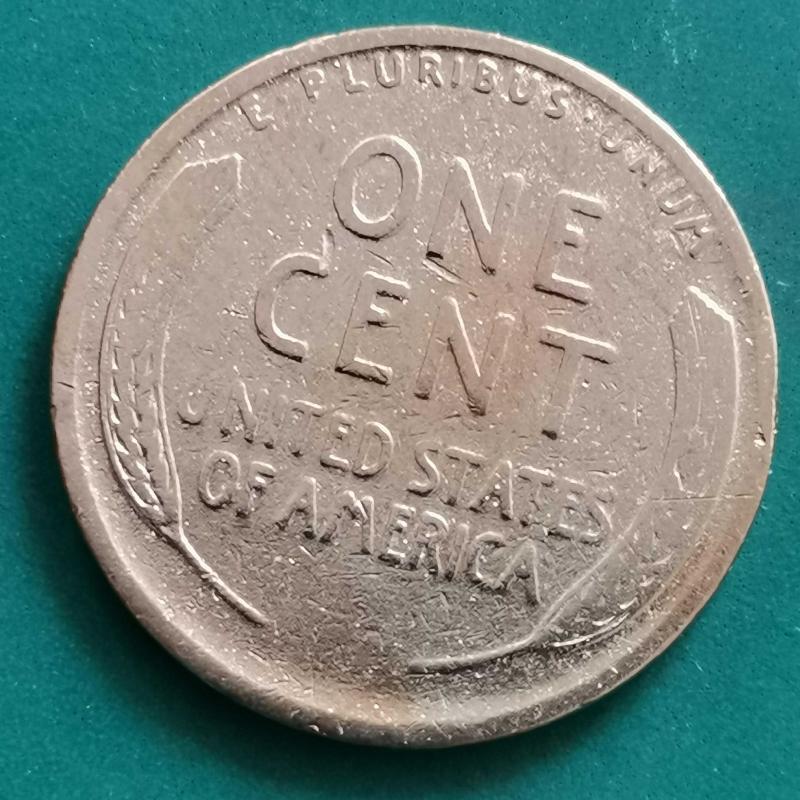 E PLURIBUS · UNUM
ONE
CENT
UNITED STATES
OF AMERICA